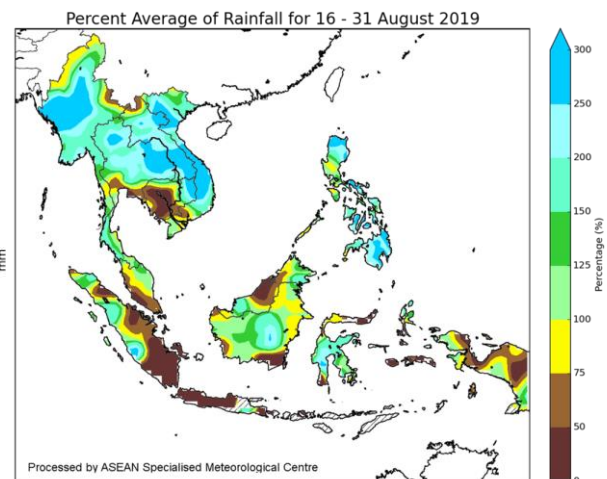 Percent Average of Rainfall for 16 - 31 August 2019
mm
300
250
200
150
125
100
75
50
Percentage (%)
Processed by ASEAN Specialised Meteorological Centre